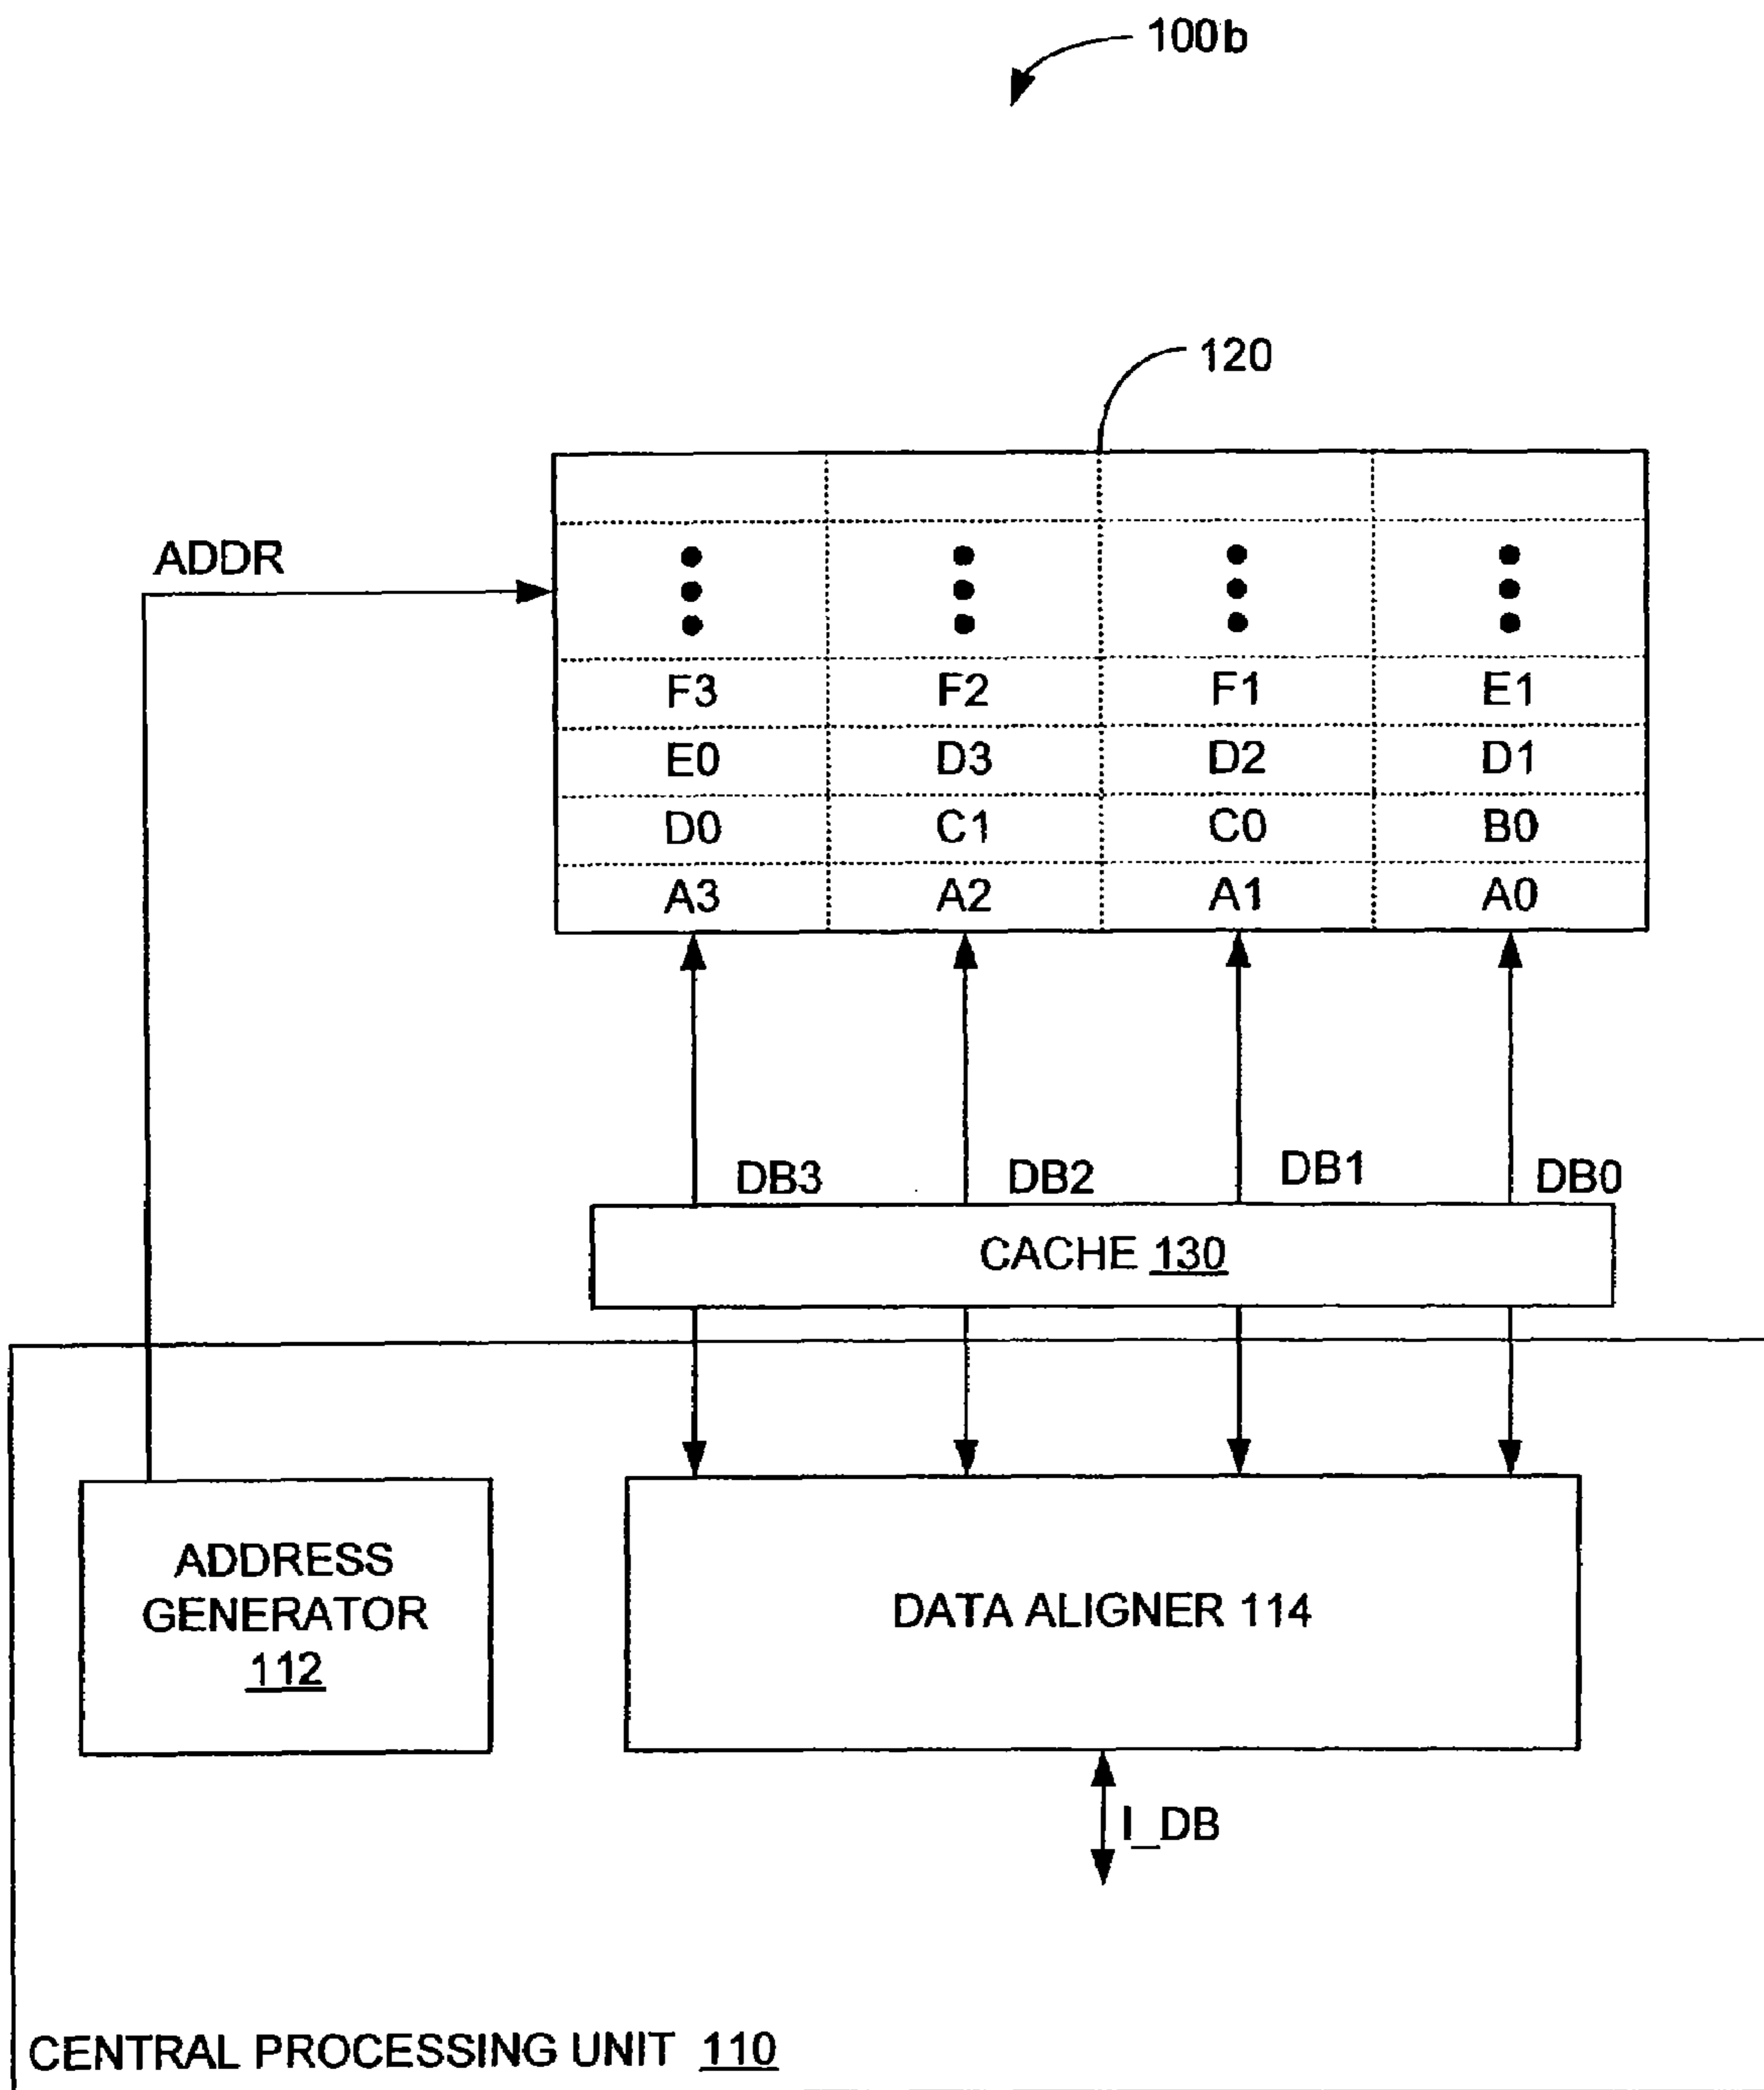 100b
120
ADDR
F3 F2 F1 E1
E0 D3 D2 D1
D0 C1 C0 B0
A3 A2 A1 A0
DB3 DB2 DB1 DB0
CACHE 130
ADDRESS
GENERATOR
112
DATA ALIGNER 114
I_DB
CENTRAL PROCESSING UNIT 110